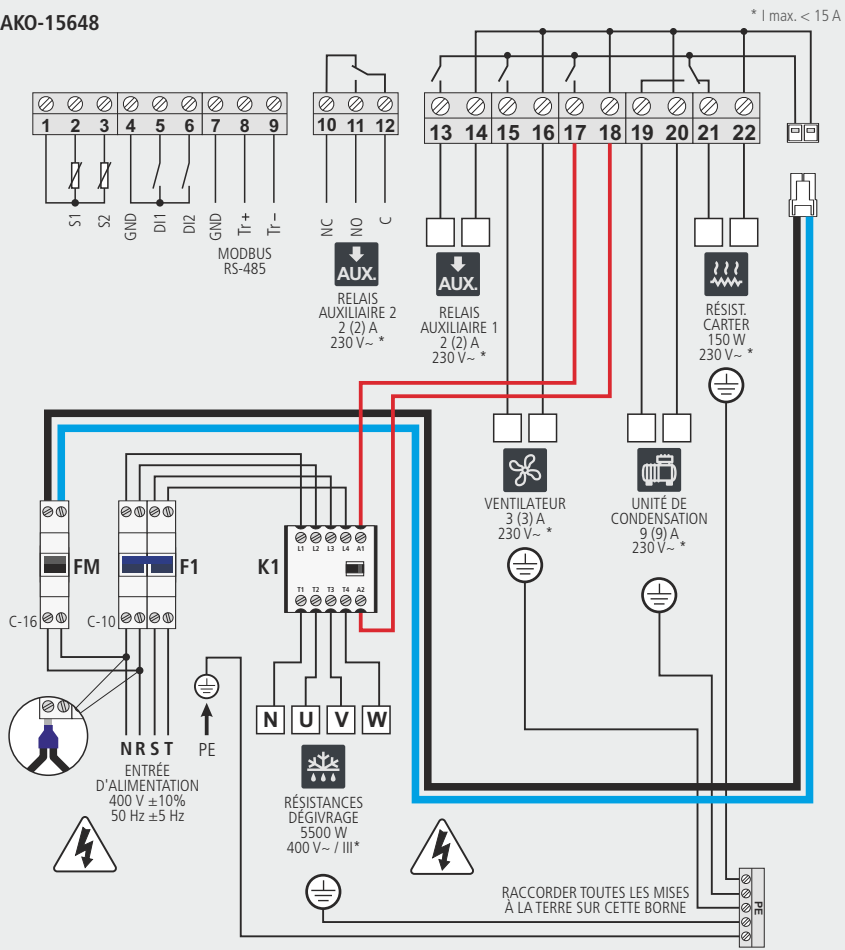 AKO-15648
* I max. < 15 A
1 2 3 4 5 6 7 8 9
10 11 12
13 14 15 16 17 18 19 20 21 22
S1
S2
GND
DI1
DI2
GND
Tr+
Tr−
MODBUS
RS-485
NC
NO
C
AUX.
RELAIS
AUXILIAIRE 2
2 (2) A
230 V~ *
AUX.
RELAIS
AUXILIAIRE 1
2 (2) A
230 V~ *
RÉSIST.
CARTER
150 W
230 V~ *
VENTILATEUR
3 (3) A
230 V~ *
UNITÉ DE
CONDENSATION
9 (9) A
230 V~ *
FM
C-16
F1
C-10
K1
L1 L2 L3 L4 A1
T1 T2 T3 T4 A2
N U V W
RÉSISTANCES
DÉGIVRAGE
5500 W
400 V~ / III*
N R S T
ENTRÉE
D'ALIMENTATION
400 V ±10%
50 Hz ±5 Hz
PE
RACCORDER TOUTES LES MISES
À LA TERRE SUR CETTE BORNE
PE